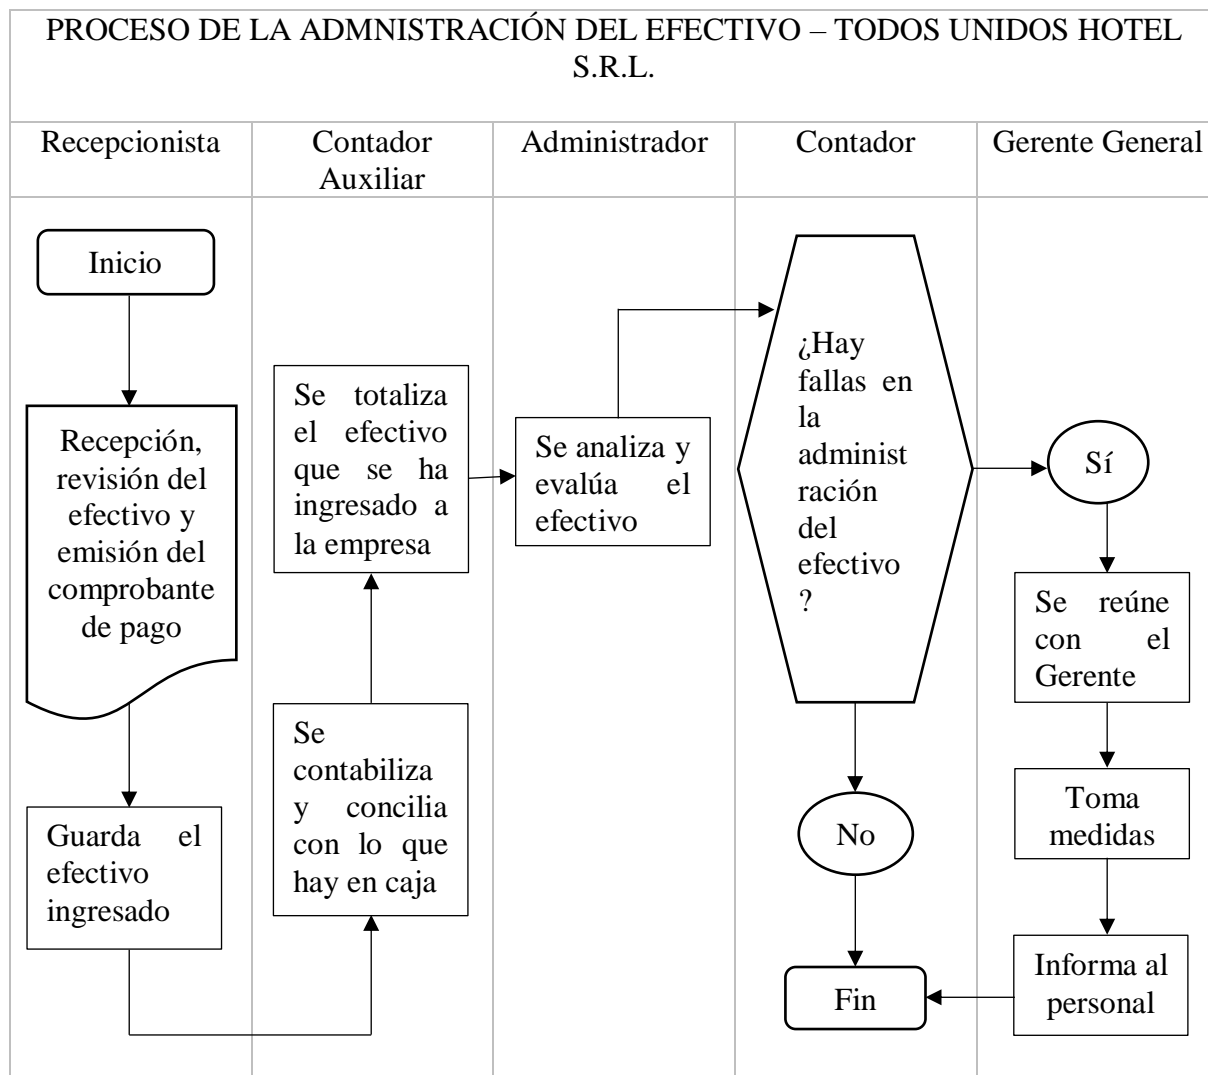 PROCESO DE LA ADMNISTRACIÓN DEL EFECTIVO – TODOS UNIDOS HOTEL
S.R.L.
Recepcionista
Contador
Auxiliar
Administrador
Contador
Gerente General
Inicio
Recepción,
revisión del
efectivo y
emisión del
comprobante
de pago
Guarda el
efectivo
ingresado
Se totaliza
el efectivo
que se ha
ingresado a
la empresa
Se
contabiliza
y concilia
con lo que
hay en caja
Se analiza y
evalúa el
efectivo
¿Hay
fallas en
la
administ
ración
del
efectivo
?
No
Fin
Sí
Se reúne
con el
Gerente
Toma
medidas
Informa al
personal